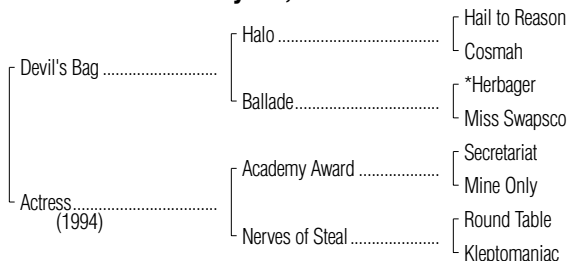 Hail to Reason
Halo
Cosmah
Devil's Bag
*Herbager
Ballade
Miss Swapsco
Secretariat
Academy Award
Mine Only
Actress
(1994)
Round Table
Nerves of Steal
Kleptomaniac